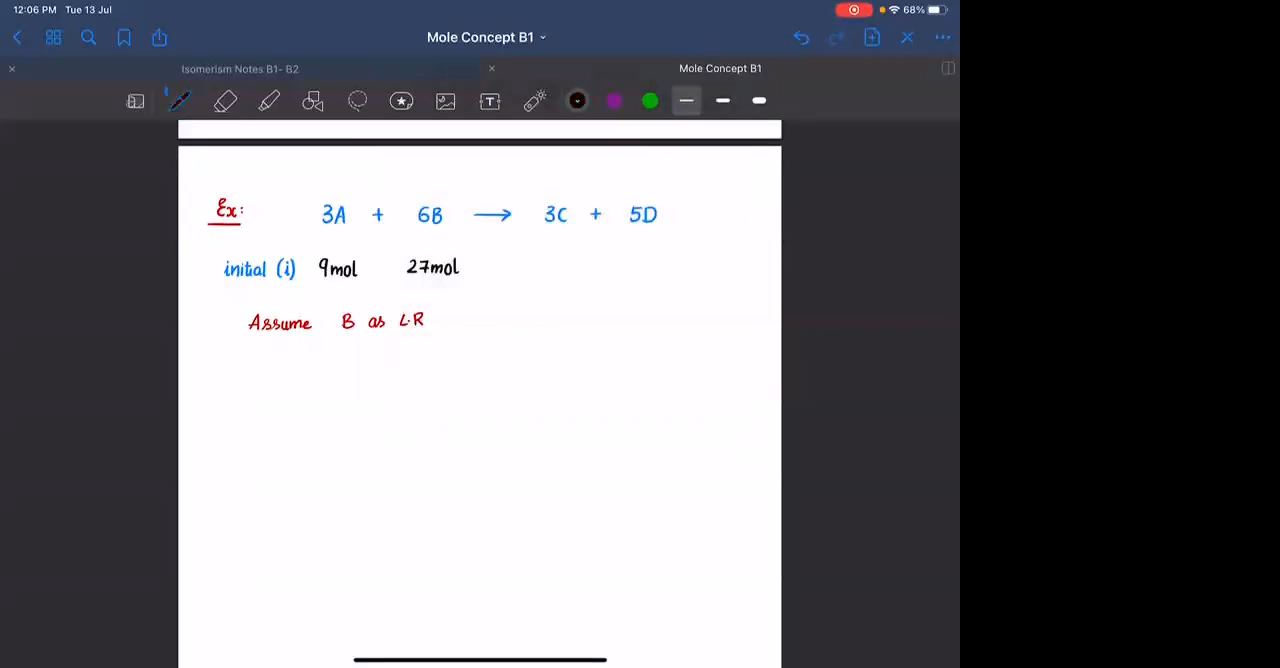 12:06 PM Tue 13 Jul
68%
Mole Concept B1
Isomerism Notes B1- B2
Mole Concept B1
Ex:
3A + 6B → 3C + 5D
initial (i) 9mol 27mol
Assume B as L.R